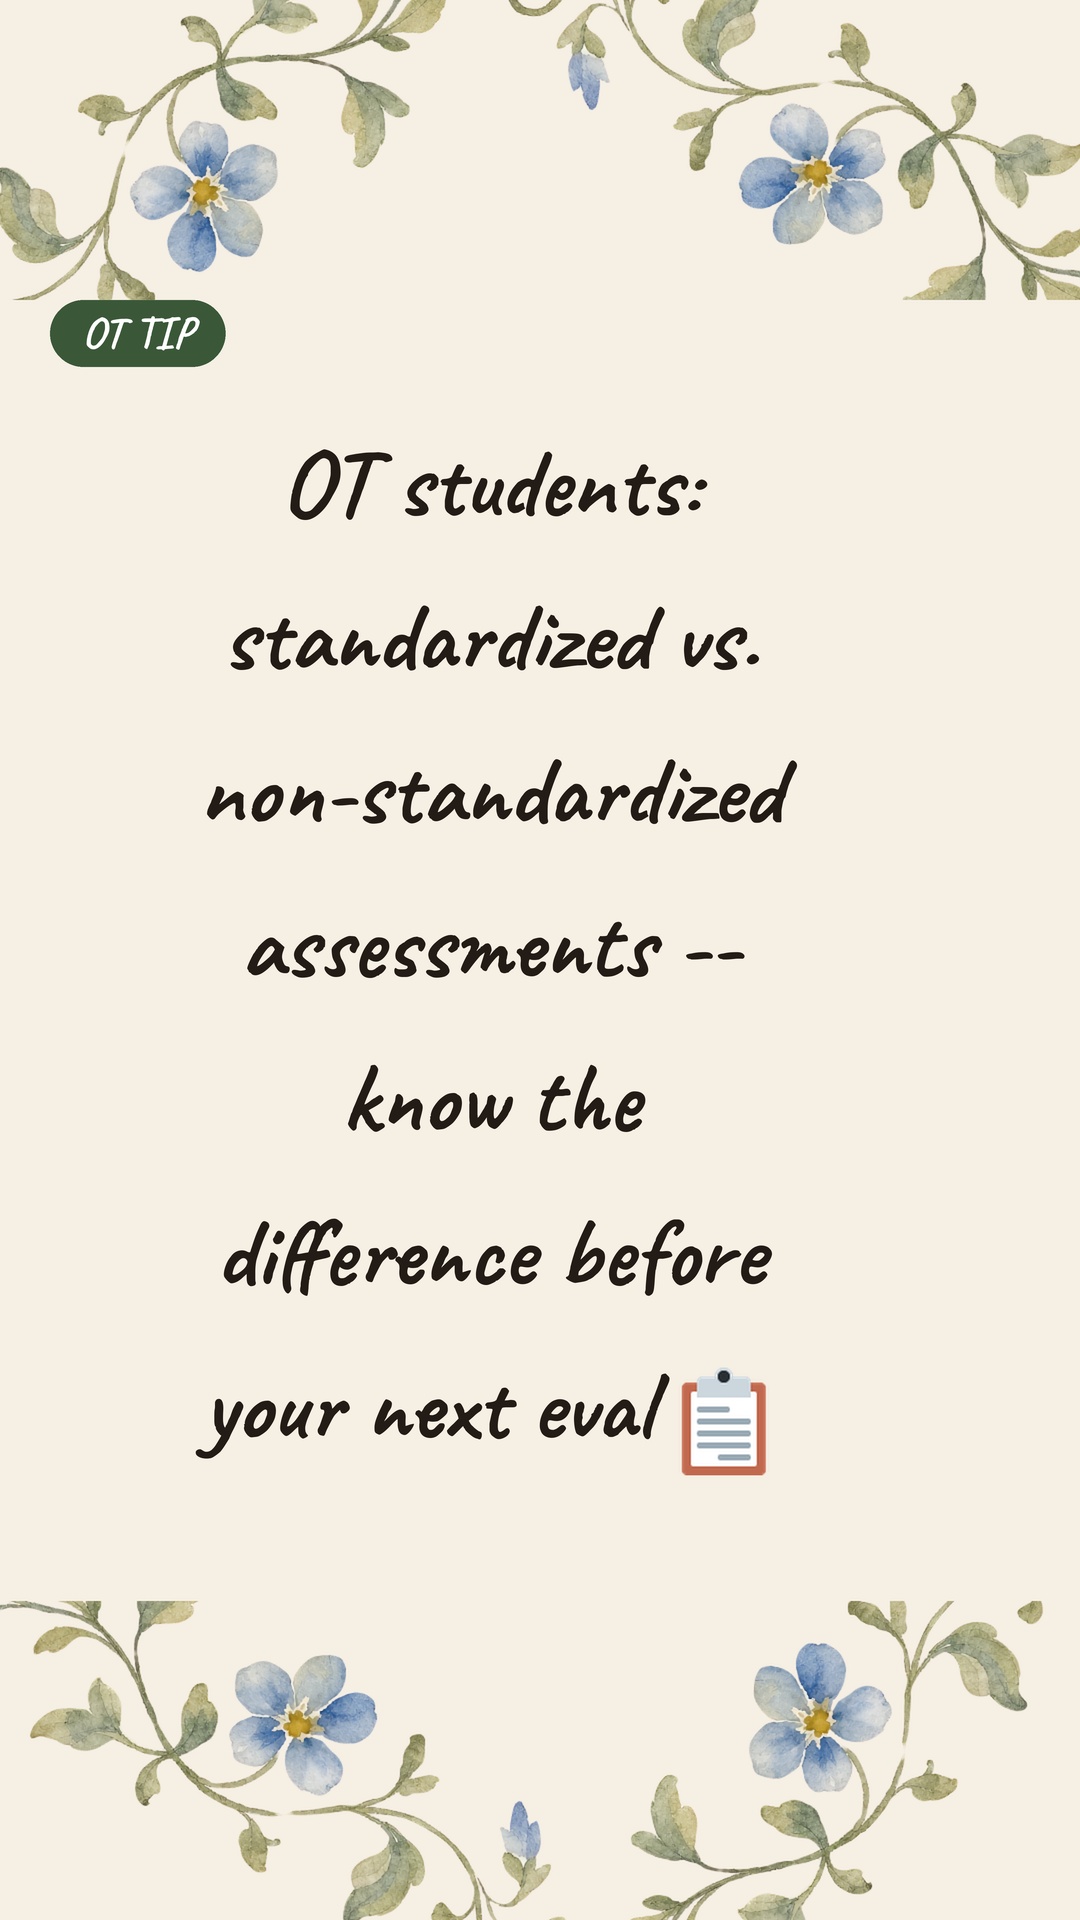 OT TIP
OT students:
standardized vs.
non-standardized
assessments --
know the
difference before
your next eval 📋